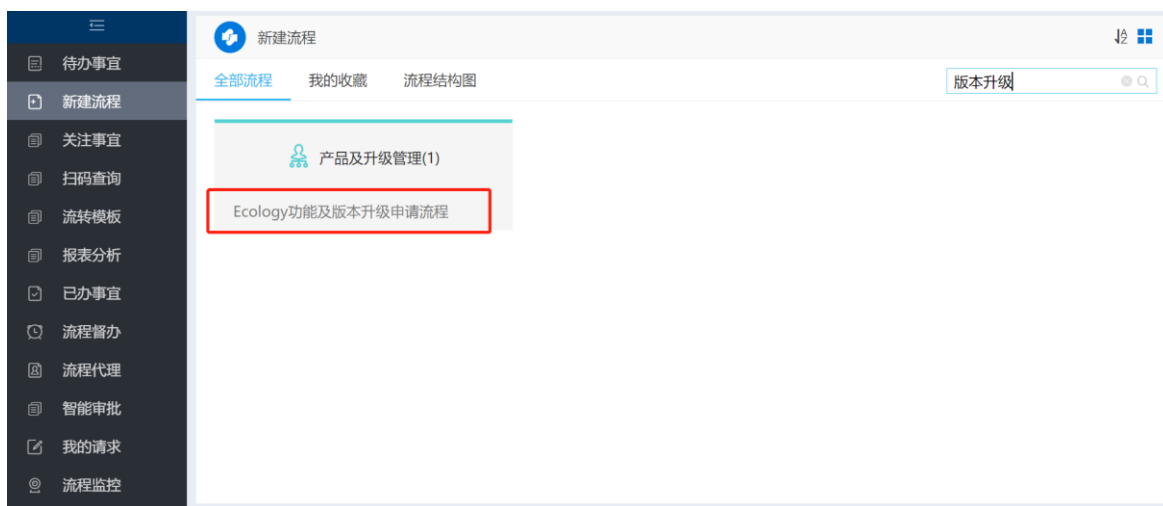 新建流程
全部流程 我的收藏 流程结构图 版本升级
产品及升级管理(1)
Ecology功能及版本升级申请流程
待办事宜
新建流程
关注事宜
扫码查询
流转模板
报表分析
已办事宜
流程督办
流程代理
智能审批
我的请求
流程监控